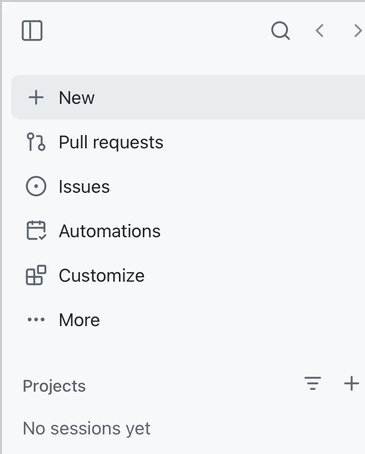 New
Pull requests
Issues
Automations
Customize
More
Projects
No sessions yet